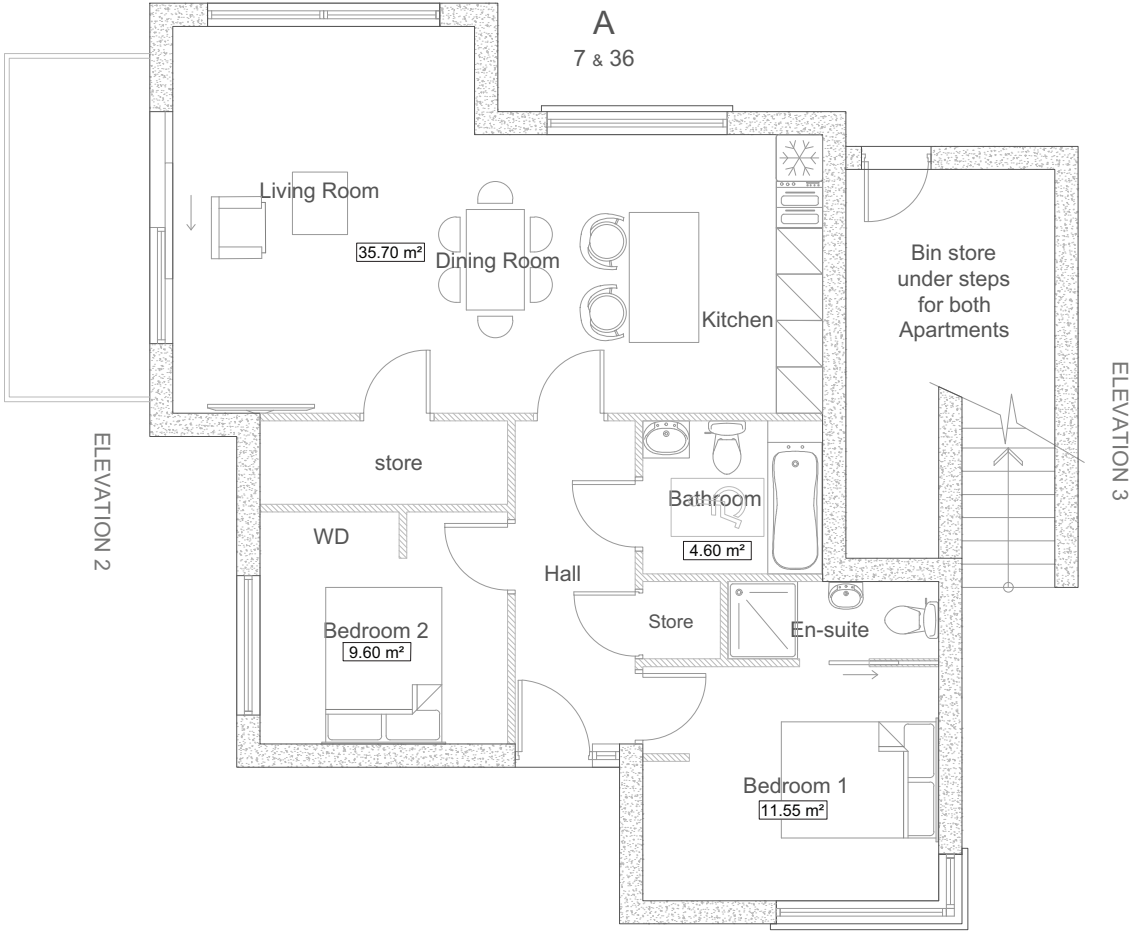 A
7 & 36
Living Room
35.70 m²
Dining Room
Kitchen
Bin store
under steps
for both
Apartments
ELEVATION 3
ELEVATION 2
store
Bathroom
4.60 m²
WD
Hall
Store
En-suite
Bedroom 2
9.60 m²
Bedroom 1
11.55 m²